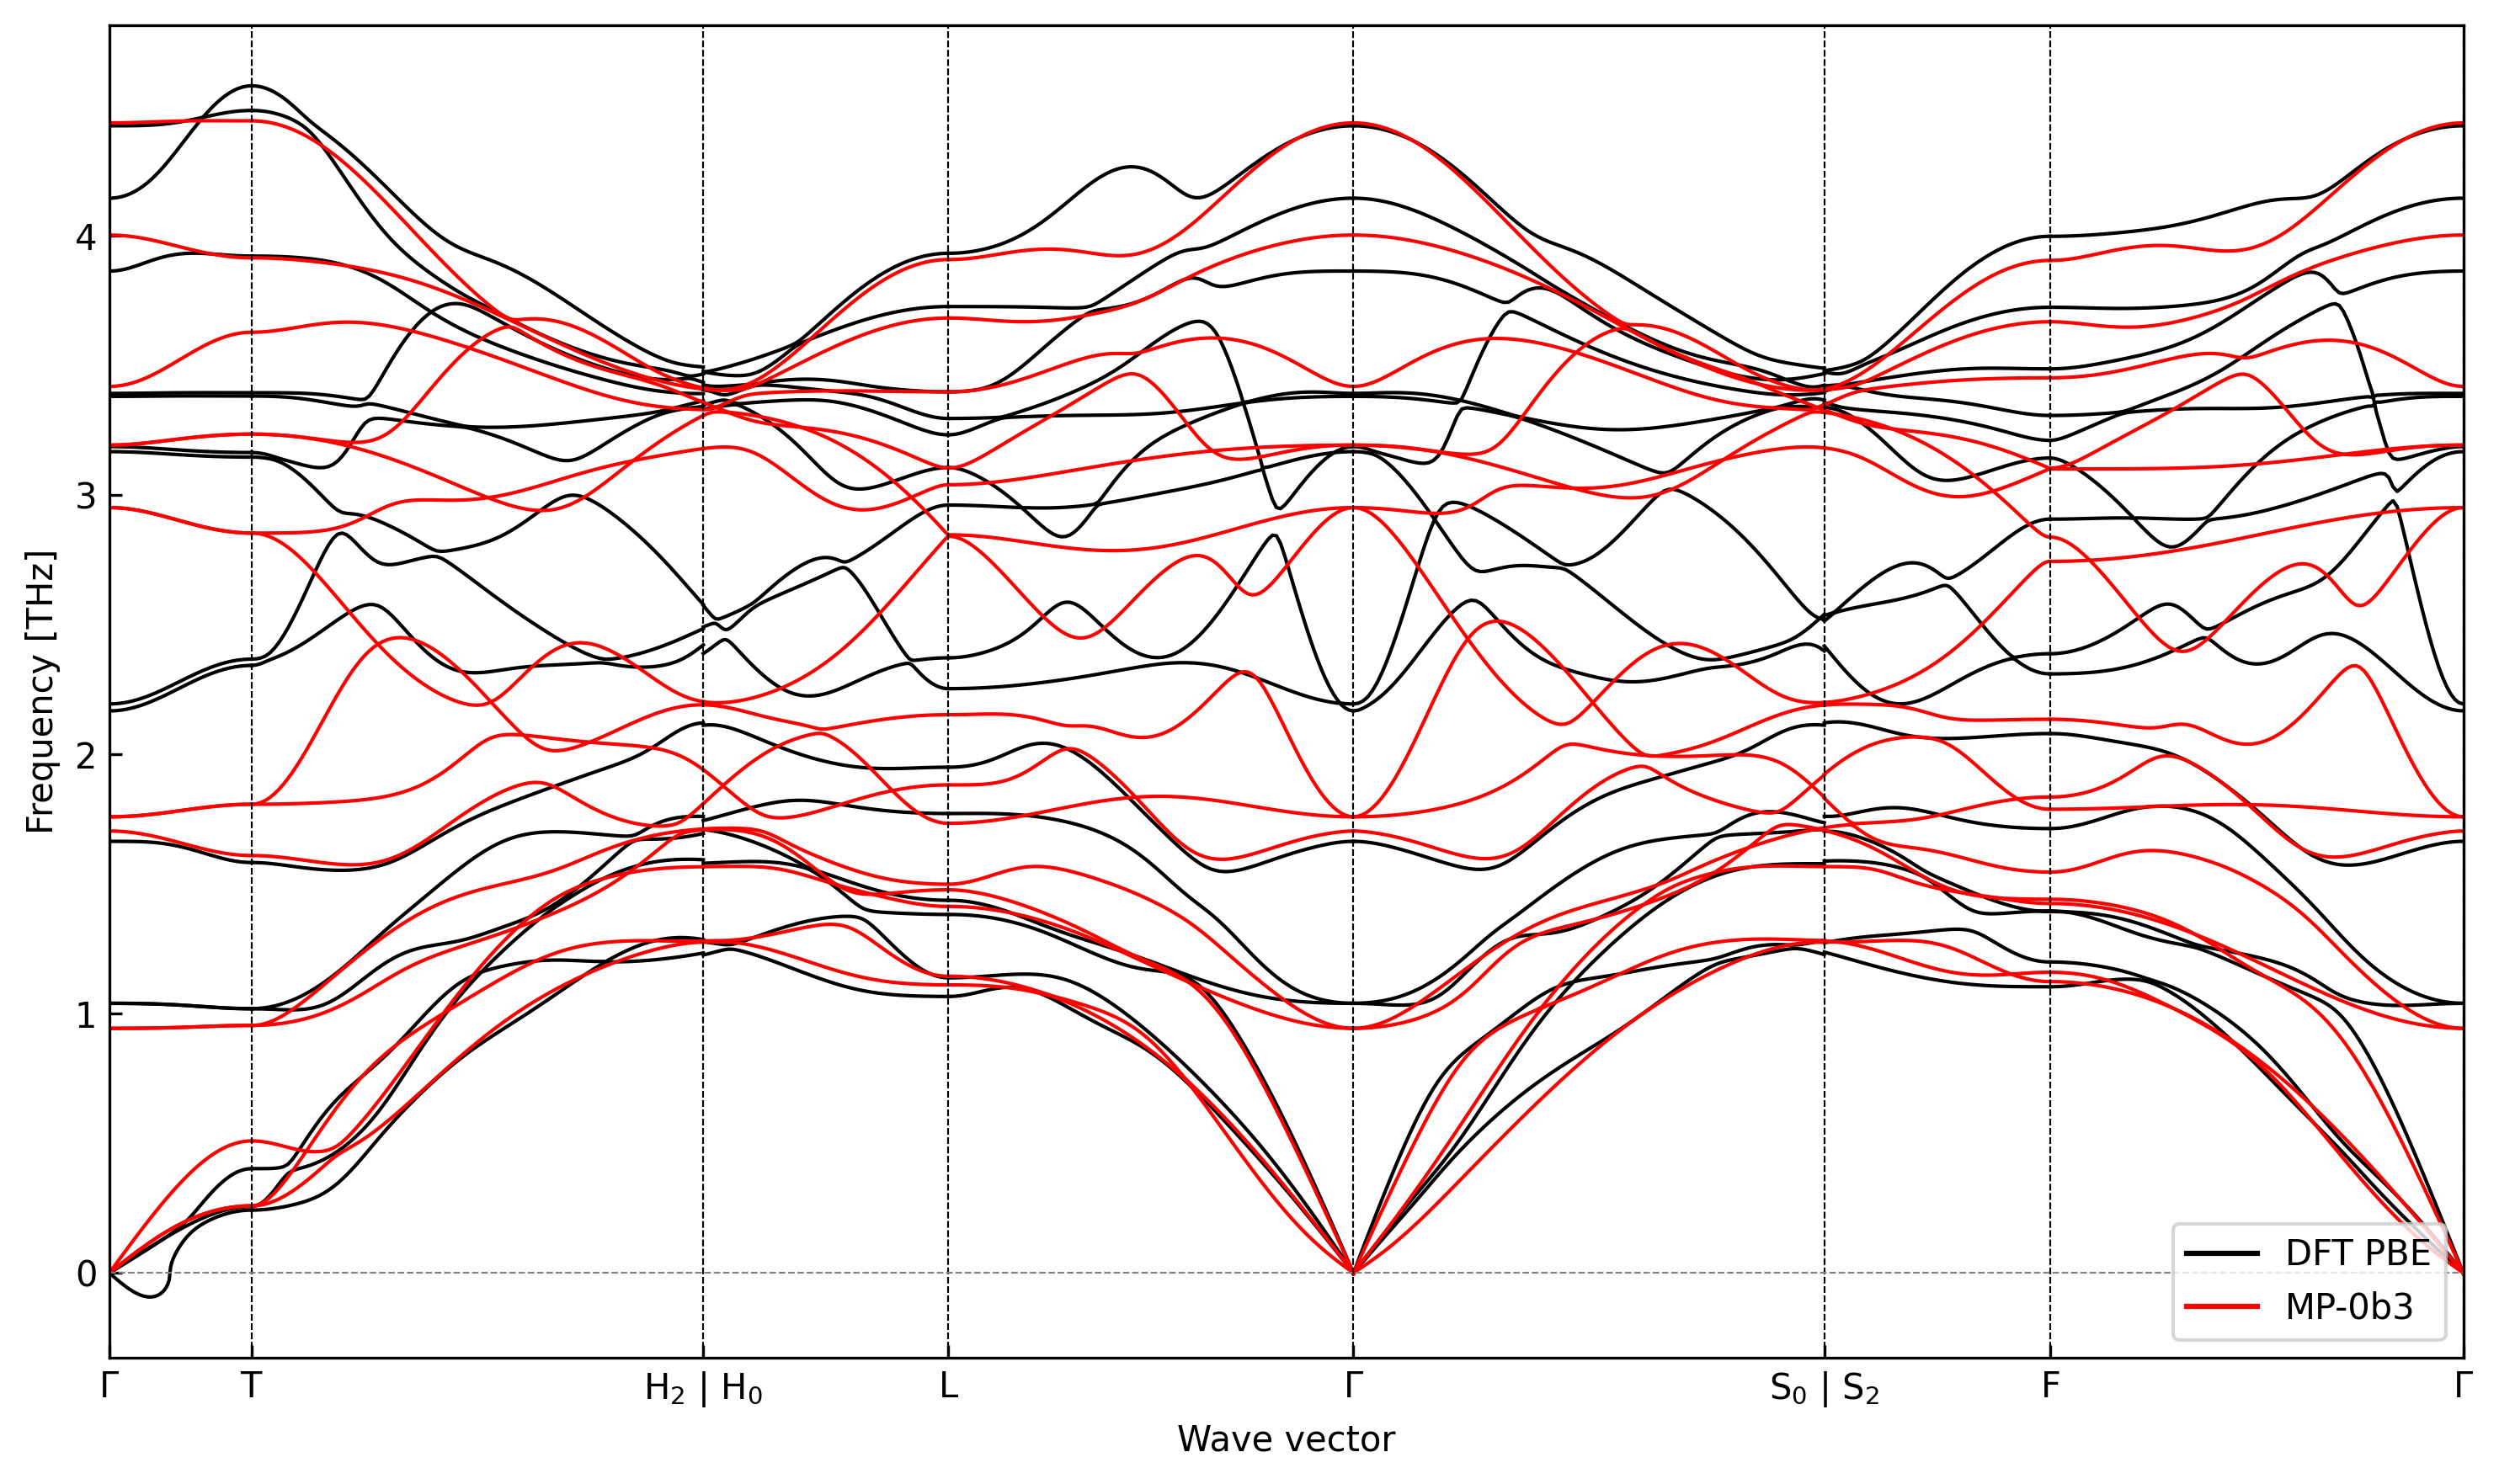 Frequency [THz]
4
3
2
1
0
Γ T H₂ | H₀ L Γ S₀ | S₂ F Γ
Wave vector
DFT PBE
MP-0b3